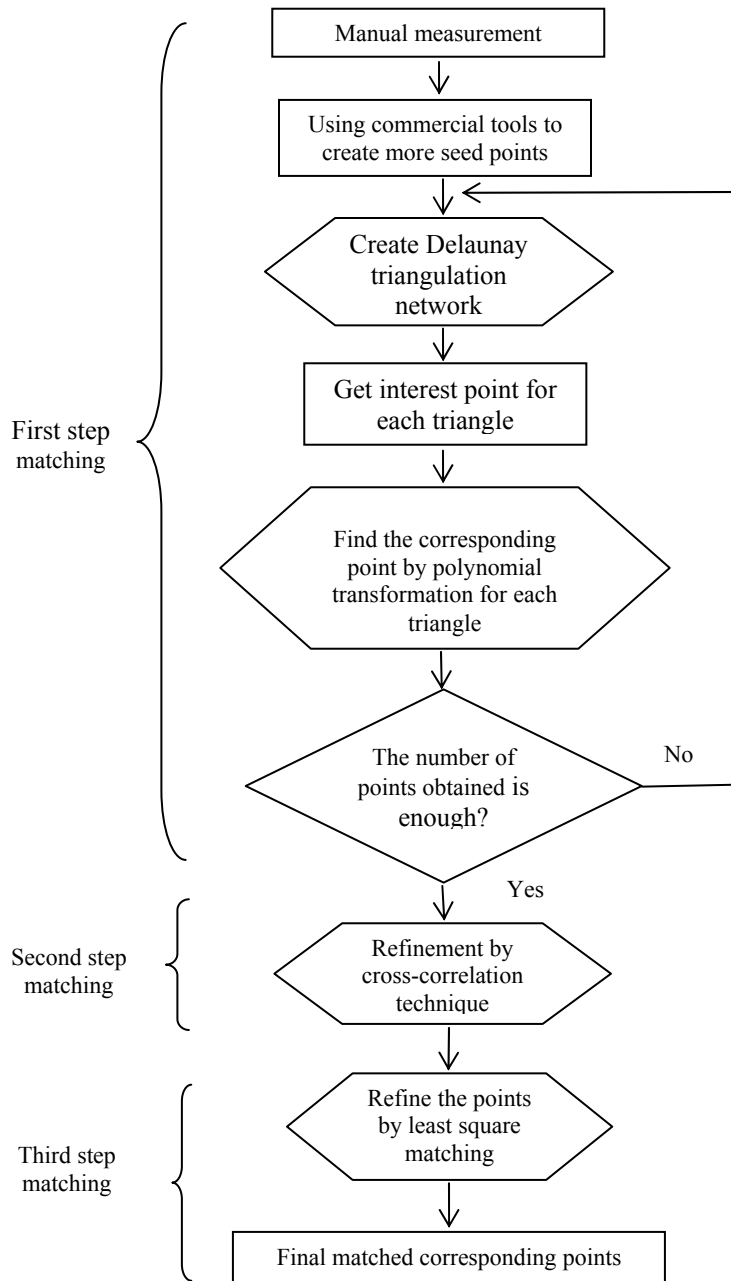 Manual measurement
Using commercial tools to
create more seed points
Create Delaunay
triangulation
network
Get interest point for
each triangle
First step
matching
Find the corresponding
point by polynomial
transformation for each
triangle
The number of
points obtained is
enough?
No
Yes
Second step
matching
Refinement by
cross-correlation
technique
Refine the points
by least square
matching
Third step
matching
Final matched corresponding points